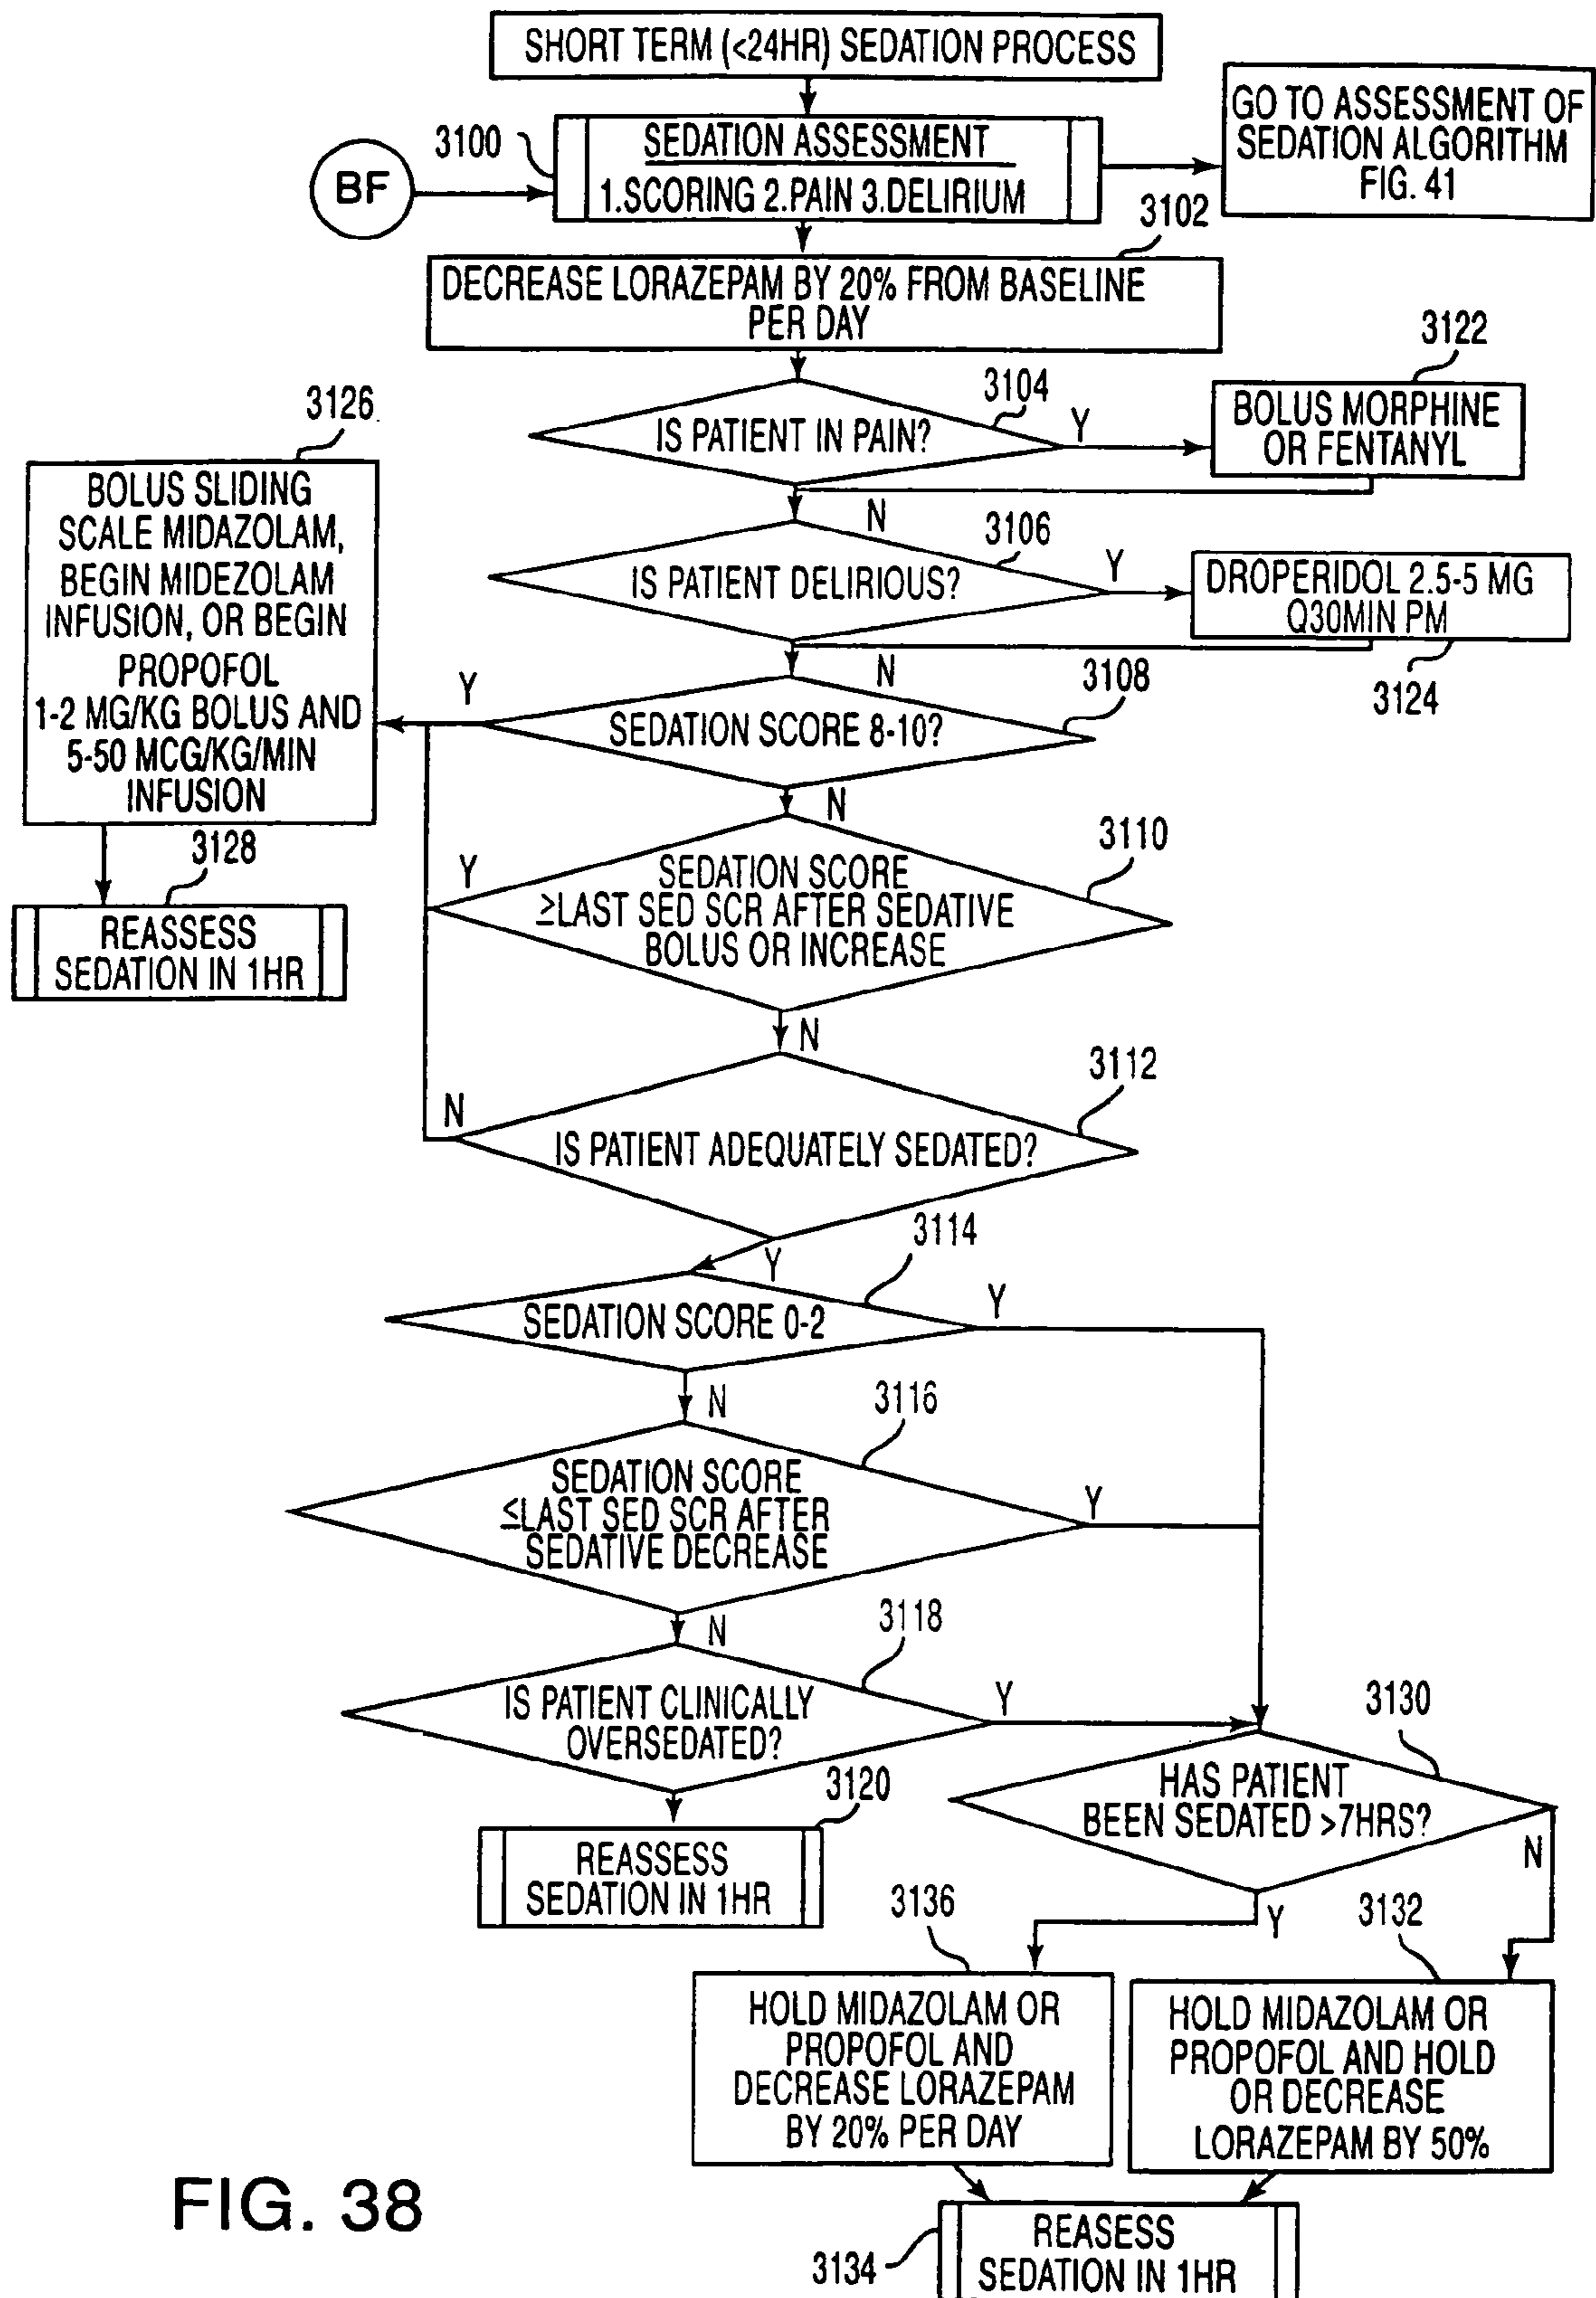 SHORT TERM (<24HR) SEDATION PROCESS
BF
3100
SEDATION ASSESSMENT
1.SCORING 2.PAIN 3.DELIRIUM
GO TO ASSESSMENT OF
SEDATION ALGORITHM
FIG. 41
3102
DECREASE LORAZEPAM BY 20% FROM BASELINE
PER DAY
3104
IS PATIENT IN PAIN?
Y
3122
BOLUS MORPHINE
OR FENTANYL
N
3106
IS PATIENT DELIRIOUS?
Y
DROPERIDOL 2.5-5 MG
Q30MIN PM
3124
N
3108
SEDATION SCORE 8-10?
Y
3126
BOLUS SLIDING
SCALE MIDAZOLAM,
BEGIN MIDEZOLAM
INFUSION, OR BEGIN
PROPOFOL
1-2 MG/KG BOLUS AND
5-50 MCG/KG/MIN
INFUSION
3128
REASSESS
SEDATION IN 1HR
N
3110
Y
SEDATION SCORE
≥LAST SED SCR AFTER SEDATIVE
BOLUS OR INCREASE
N
3112
N
IS PATIENT ADEQUATELY SEDATED?
Y
3114
SEDATION SCORE 0-2
Y
N
3116
SEDATION SCORE
≤LAST SED SCR AFTER
SEDATIVE DECREASE
Y
N
3118
IS PATIENT CLINICALLY
OVERSEDATED?
Y
3120
REASSESS
SEDATION IN 1HR
3130
HAS PATIENT
BEEN SEDATED >7HRS?
N
Y
3136
HOLD MIDAZOLAM OR
PROPOFOL AND
DECREASE LORAZEPAM
BY 20% PER DAY
3132
HOLD MIDAZOLAM OR
PROPOFOL AND HOLD
OR DECREASE
LORAZEPAM BY 50%
3134
REASESS
SEDATION IN 1HR
FIG. 38